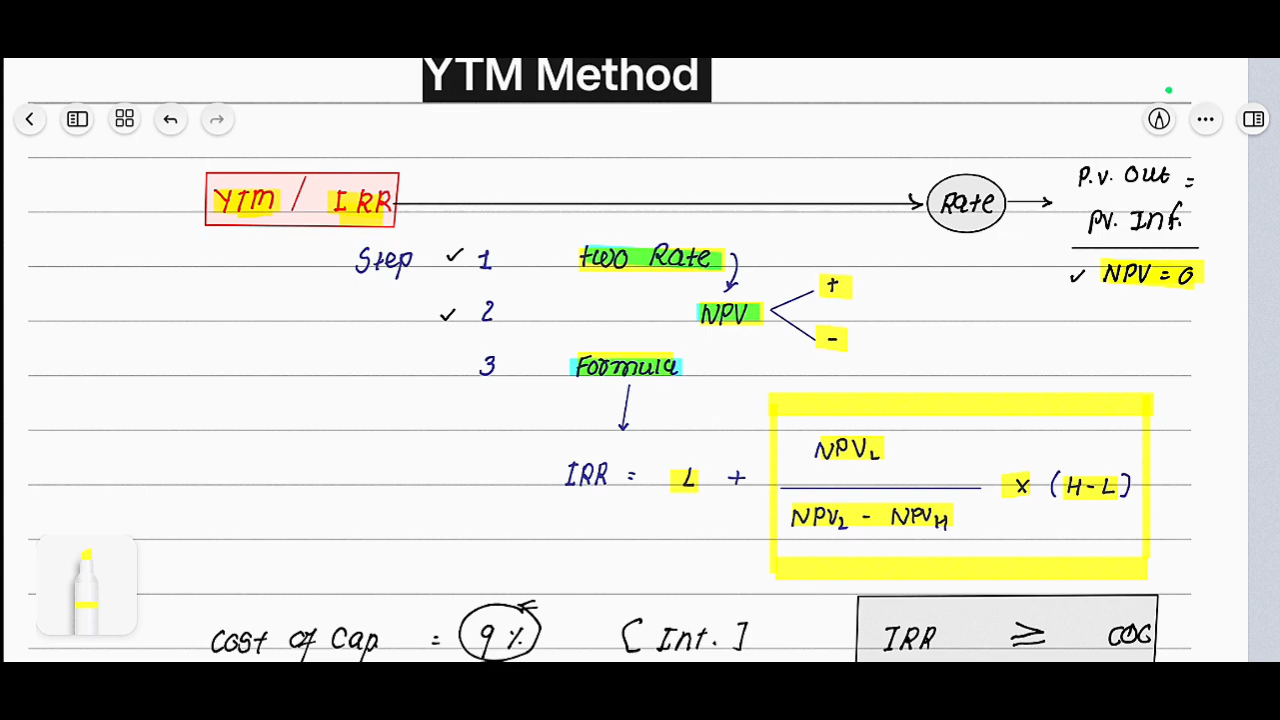 YTM Method
YTM / IRR
Rate
P.V. Out =
PV. Inf.
✓ NPV = 0
Step ✓ 1 two Rate
✓ 2 NPV
+
-
3 Formula
IRR = L +
NPVL
NPVL - NPVH
× (H-L)
Cost of Cap = 9 % [Int.]
IRR ≥ COC